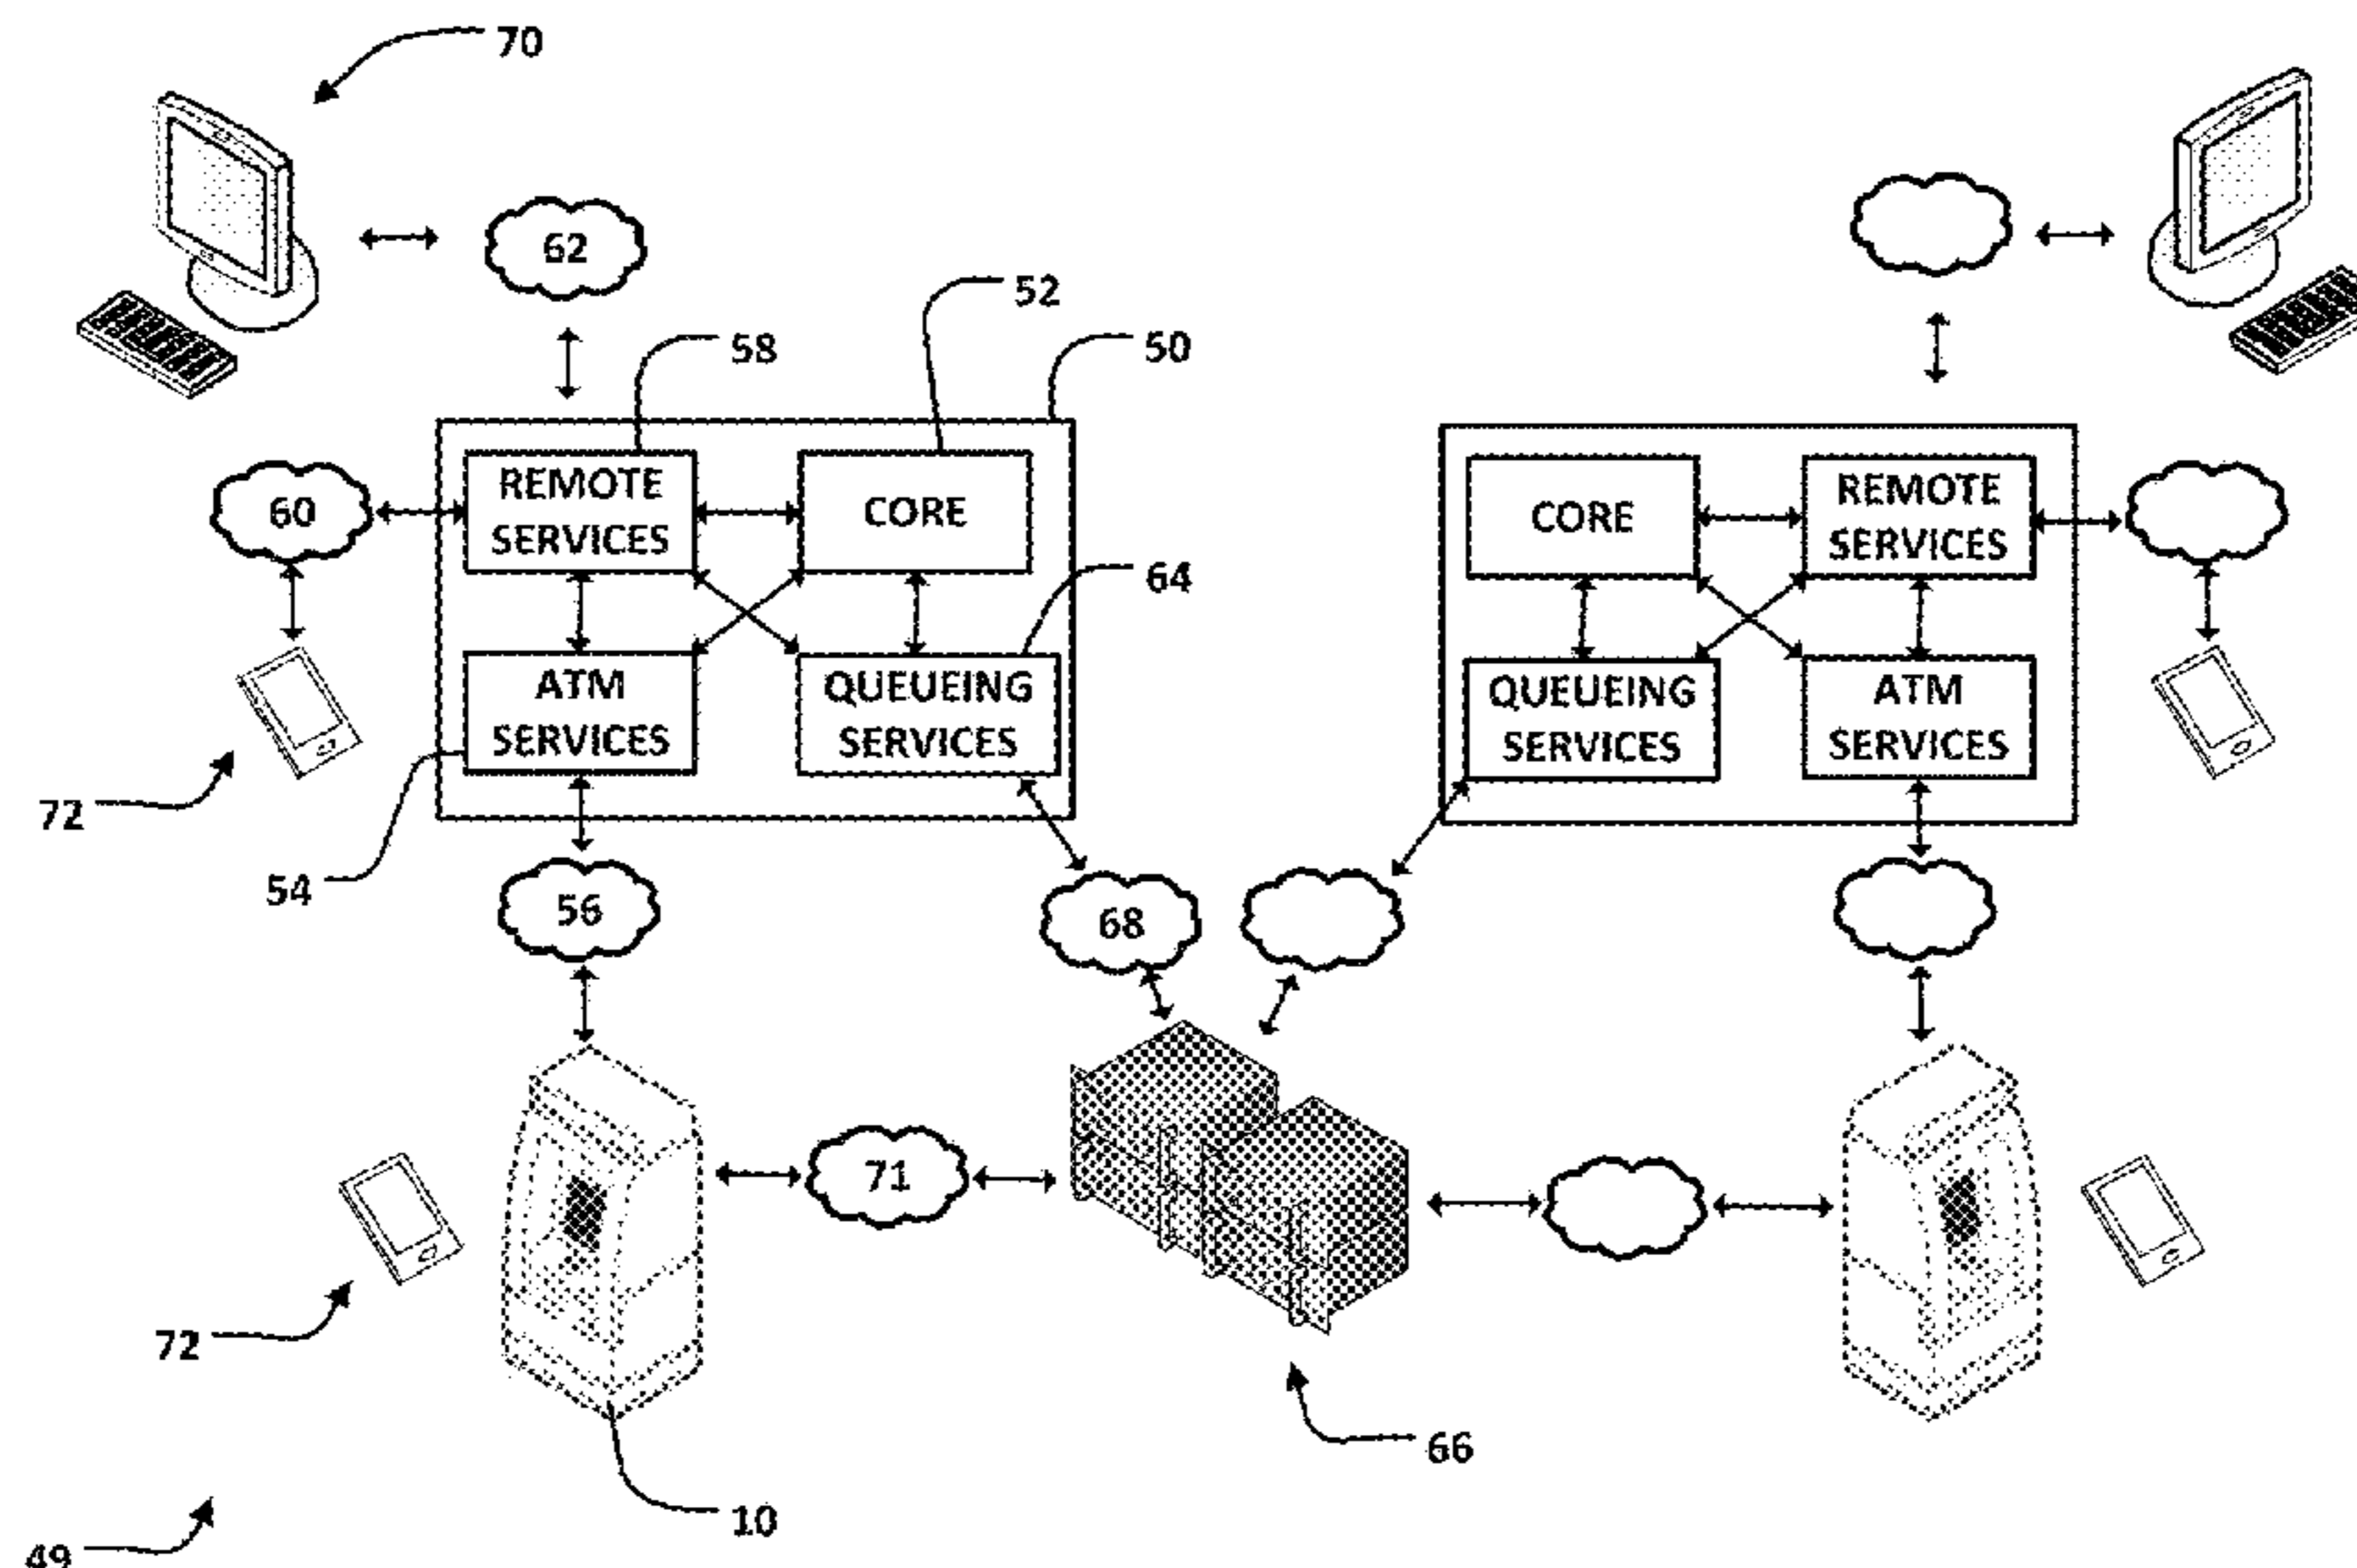 70
62
52
58
50
REMOTE
SERVICES
CORE
CORE
REMOTE
SERVICES
60
64
ATM
SERVICES
QUEUEING
SERVICES
QUEUEING
SERVICES
ATM
SERVICES
72
54
56
68
71
72
66
10
49